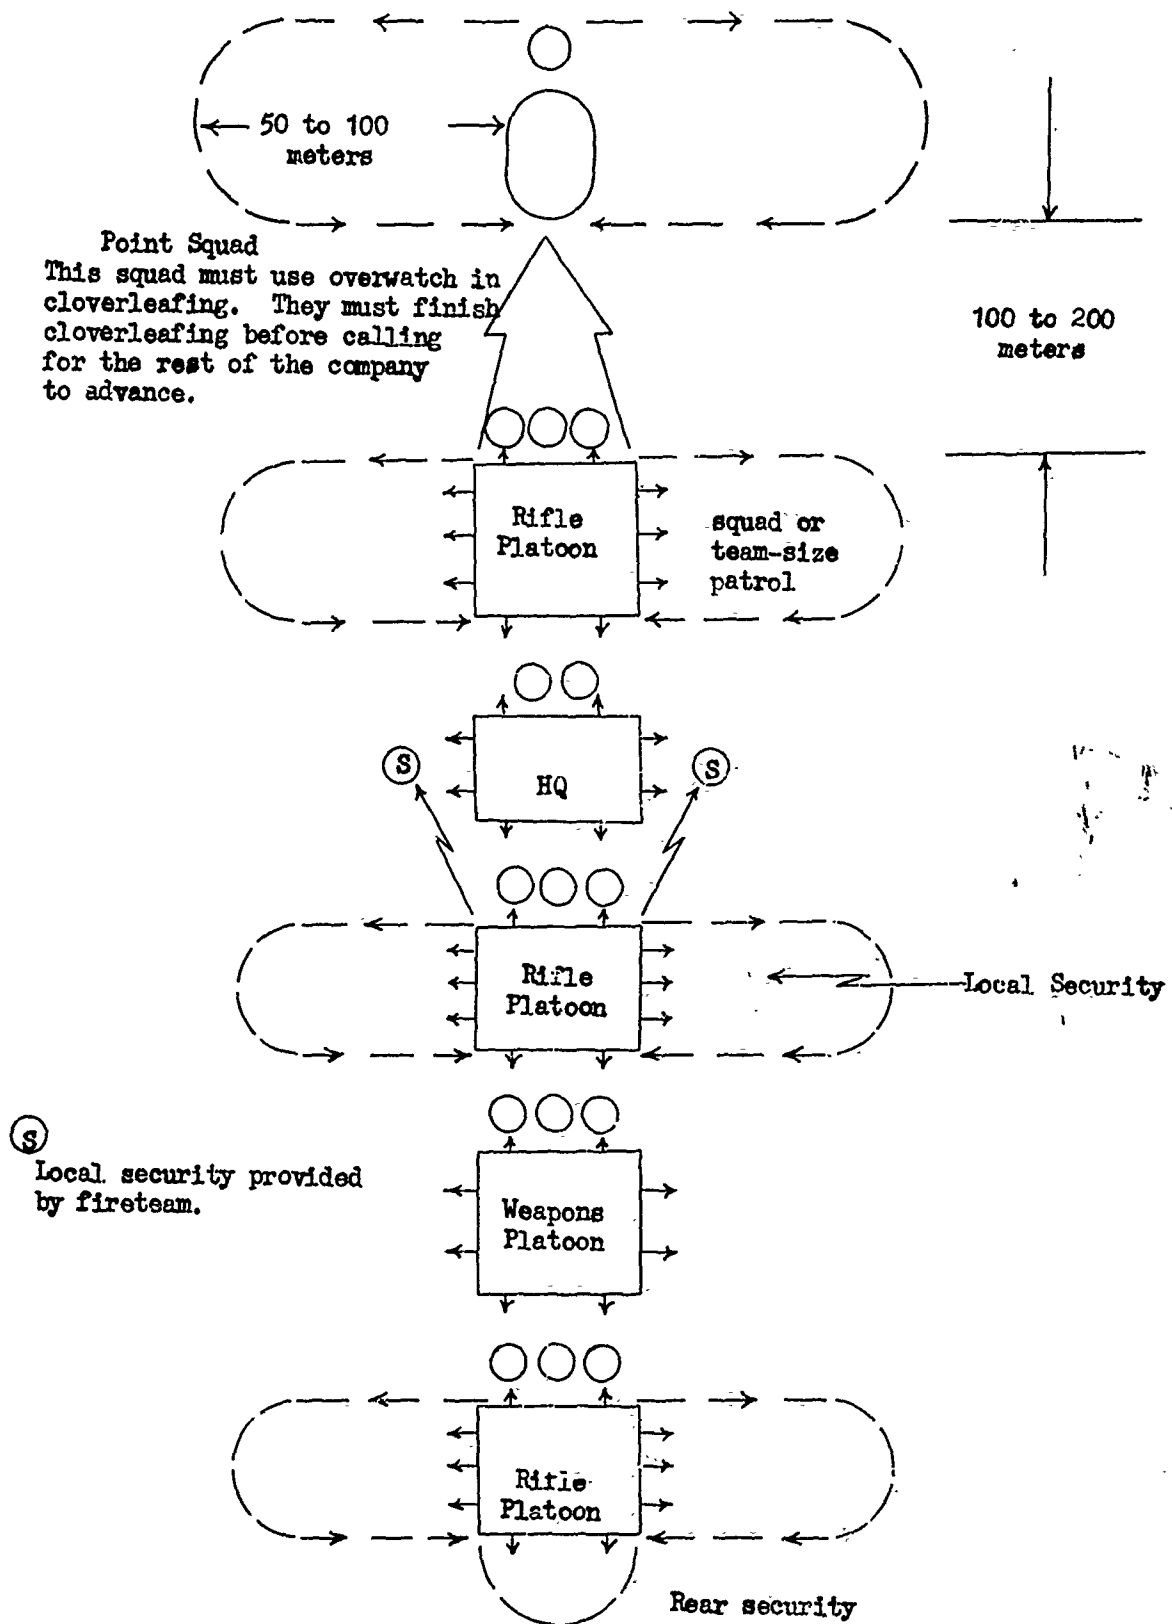 50 to 100
meters
Point Squad
This squad must use overwatch in
cloverleafing. They must finish
cloverleafing before calling
for the rest of the company
to advance.
100 to 200
meters
Rifle
Platoon
squad or
team-size
patrol
HQ
S
S
Rifle
Platoon
Local Security
S
Local security provided
by fireteam.
Weapons
Platoon
Rifle
Platoon
Rear security